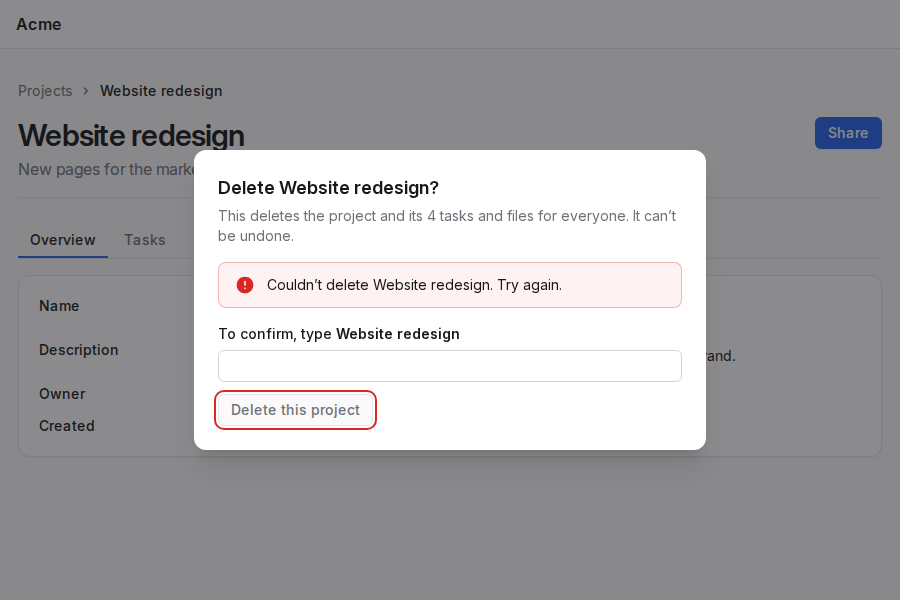 Acme
Projects › Website redesign
Website redesign
Share
New pages for the marke
Overview
Tasks
Name
Description
rand.
Owner
Created
Delete Website redesign?
This deletes the project and its 4 tasks and files for everyone. It can’t
be undone.
Couldn’t delete Website redesign. Try again.
To confirm, type Website redesign
Delete this project